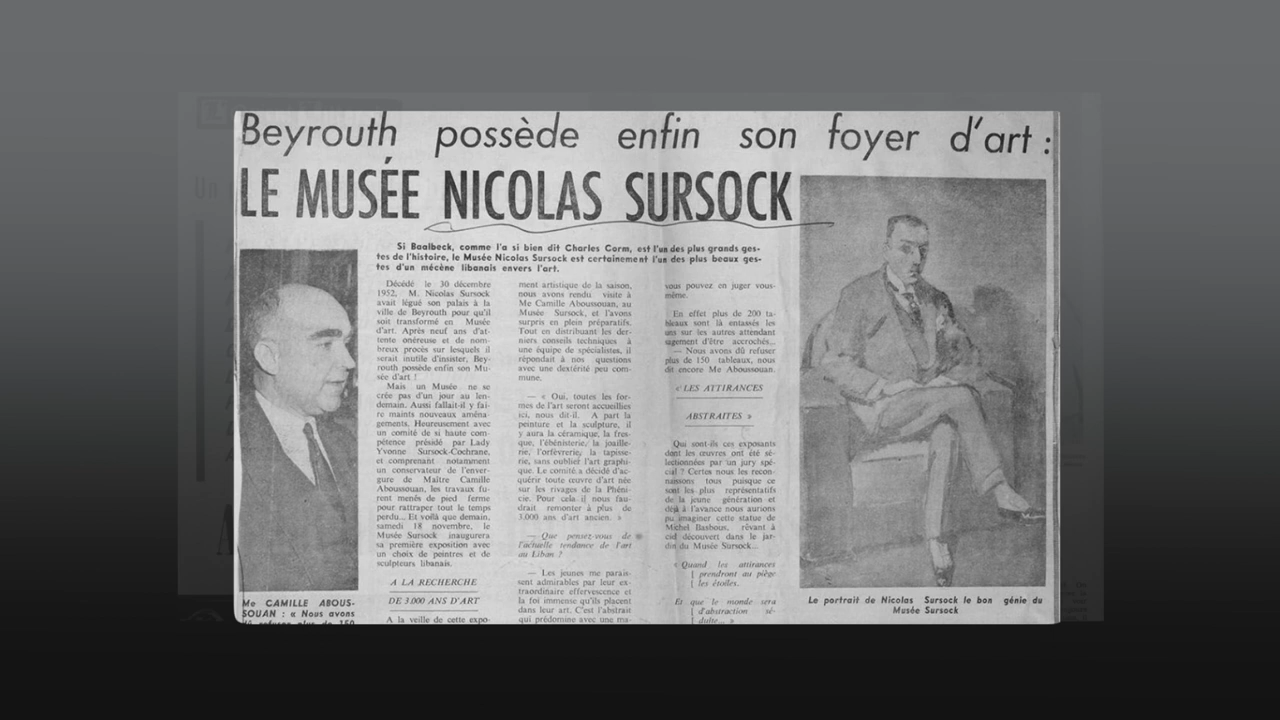 Beyrouth possède enfin son foyer d'art :
LE MUSÉE NICOLAS SURSOCK
Si Baalbeck, comme l'a si bien dit Charles Corm, est l'un des plus grands ges-
tes de l'histoire, le Musée Nicolas Sursock est certainement l'un des plus beaux ges-
tes d'un mécène libanais envers l'art.
Décédé le 30 décembre
1952, M. Nicolas Sursock
avait légué son palais à la
ville de Beyrouth pour qu'il
soit transformé en Musée
d'art. Après neuf ans d'at-
tente onéreuse et de nom-
breux procès sur lesquels il
serait inutile d'insister, Bey-
routh possède enfin son Mu-
sée d'art !
Mais un Musée ne se
crée pas d'un jour au len-
demain. Aussi fallait-il y fai-
re maints nouveaux aména-
gements. Heureusement avec
un comité de si haute com-
pétence présidé par Lady
Yvonne Sursock-Cochrane,
et comprenant notamment
un conservateur de l'enver-
gure de Maître Camille
Aboussouan, les travaux fu-
rent menés de pied ferme
pour rattraper tout le temps
perdu... Et voilà que demain,
samedi 18 novembre, le
Musée Sursock inaugurera
sa première exposition avec
un choix de peintres et de
sculpteurs libanais.
A LA RECHERCHE
DE 3.000 ANS D'ART
A la veille de cette expo-
ment artistique de la saison,
nous avons rendu visite à
Me Camille Aboussouan, au
Musée Sursock, et l'avons
surpris en plein préparatifs.
Tout en distribuant les der-
niers conseils techniques à
une équipe de spécialistes, il
répondait à nos questions
avec une dextérité peu com-
mune.
— « Oui, toutes les for-
mes de l'art seront accueillies
ici, nous dit-il. A part la
peinture et la sculpture, il
y aura la céramique, la fres-
que, l'ébénisterie, la joaille-
rie, l'orfèvrerie, la tapisse-
rie, sans oublier l'art graphi-
que. Le comité a décidé d'ac-
quérir toute œuvre d'art née
sur les rivages de la Phéni-
cie. Pour cela il nous fau-
drait remonter à plus de
3.000 ans d'art ancien. »
— Que pensez-vous de
l'actuelle tendance de l'art
au Liban ?
— Les jeunes me parais-
sent admirables par leur ex-
traordinaire effervescence et
la foi immense qu'ils placent
dans leur art. C'est l'abstrait
qui prédomine avec une ma-
vous pouvez en juger vous-
même.
En effet plus de 200 ta-
bleaux sont là entassés les
uns sur les autres attendant
sagement d'être accrochés...
— Nous avons dû refuser
plus de 150 tableaux, nous
dit encore Me Aboussouan.
« LES ATTIRANCES
ABSTRAITES »
Qui sont-ils ces exposants
dont les œuvres ont été sé-
lectionnées par un jury spé-
cial ? Certes nous les recon-
naissons tous puisque ce
sont les plus représentatifs
de la jeune génération et
déjà à l'avance nous aurions
pu imaginer cette statue de
Michel Basbous, rêvant à
ciel découvert dans le jar-
din du Musée Sursock...
« Quand les attirances
[ prendront au piège
[ les étoiles.
Et que le monde sera
[ d'abstraction sé-
[ duite... »
Me CAMILLE ABOUS-
SOUAN : « Nous avons
dû refuser plus de 150
Le portrait de Nicolas Sursock le bon génie du
Musée Sursock